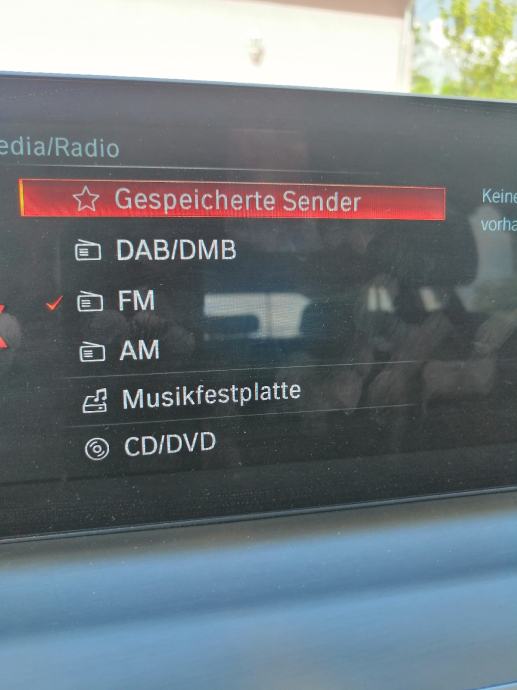 edia/Radio
Gespeicherte Sender
Keine
vorha
DAB/DMB
FM
AM
Musikfestplatte
CD/DVD